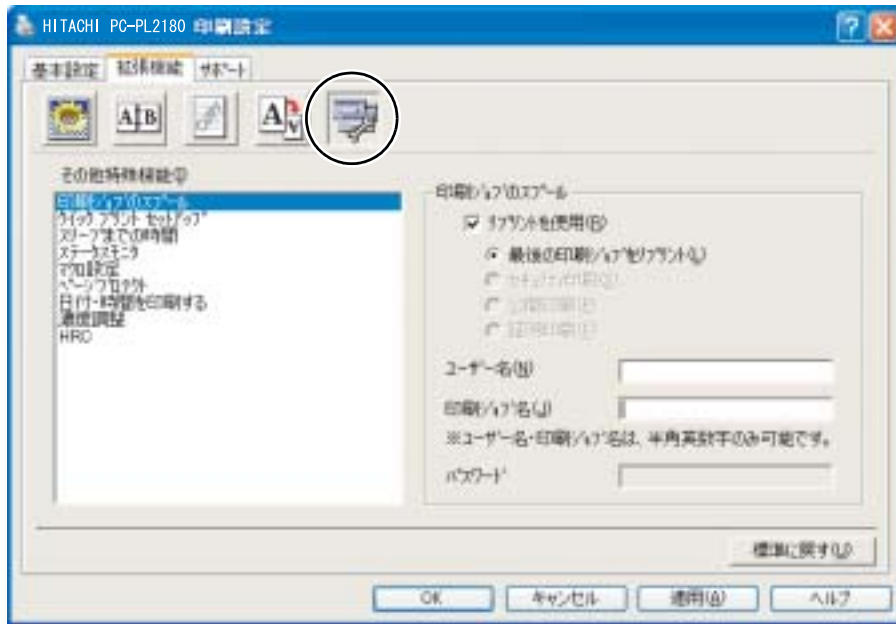 HITACHI PC-PL2180 印刷設定
基本設定 拡張機能 サポート
A B
A
その他特殊機能(I)
印刷ジョブのスプール
クイック プリント セットアップ
スリープまでの時間
ステータスモニタ
マクロ設定
ページプロテクト
日付・時間を印刷する
濃度調整
HRC
印刷ジョブのスプール
リプリントを使用(R)
最後の印刷ジョブをリプリント(L)
ユーザー名(N)
印刷ジョブ名(J)
※ユーザー名・印刷ジョブ名は、半角英数字のみ可能です。
パスワード
標準に戻す(U)
OK キャンセル 適用(A) ヘルプ